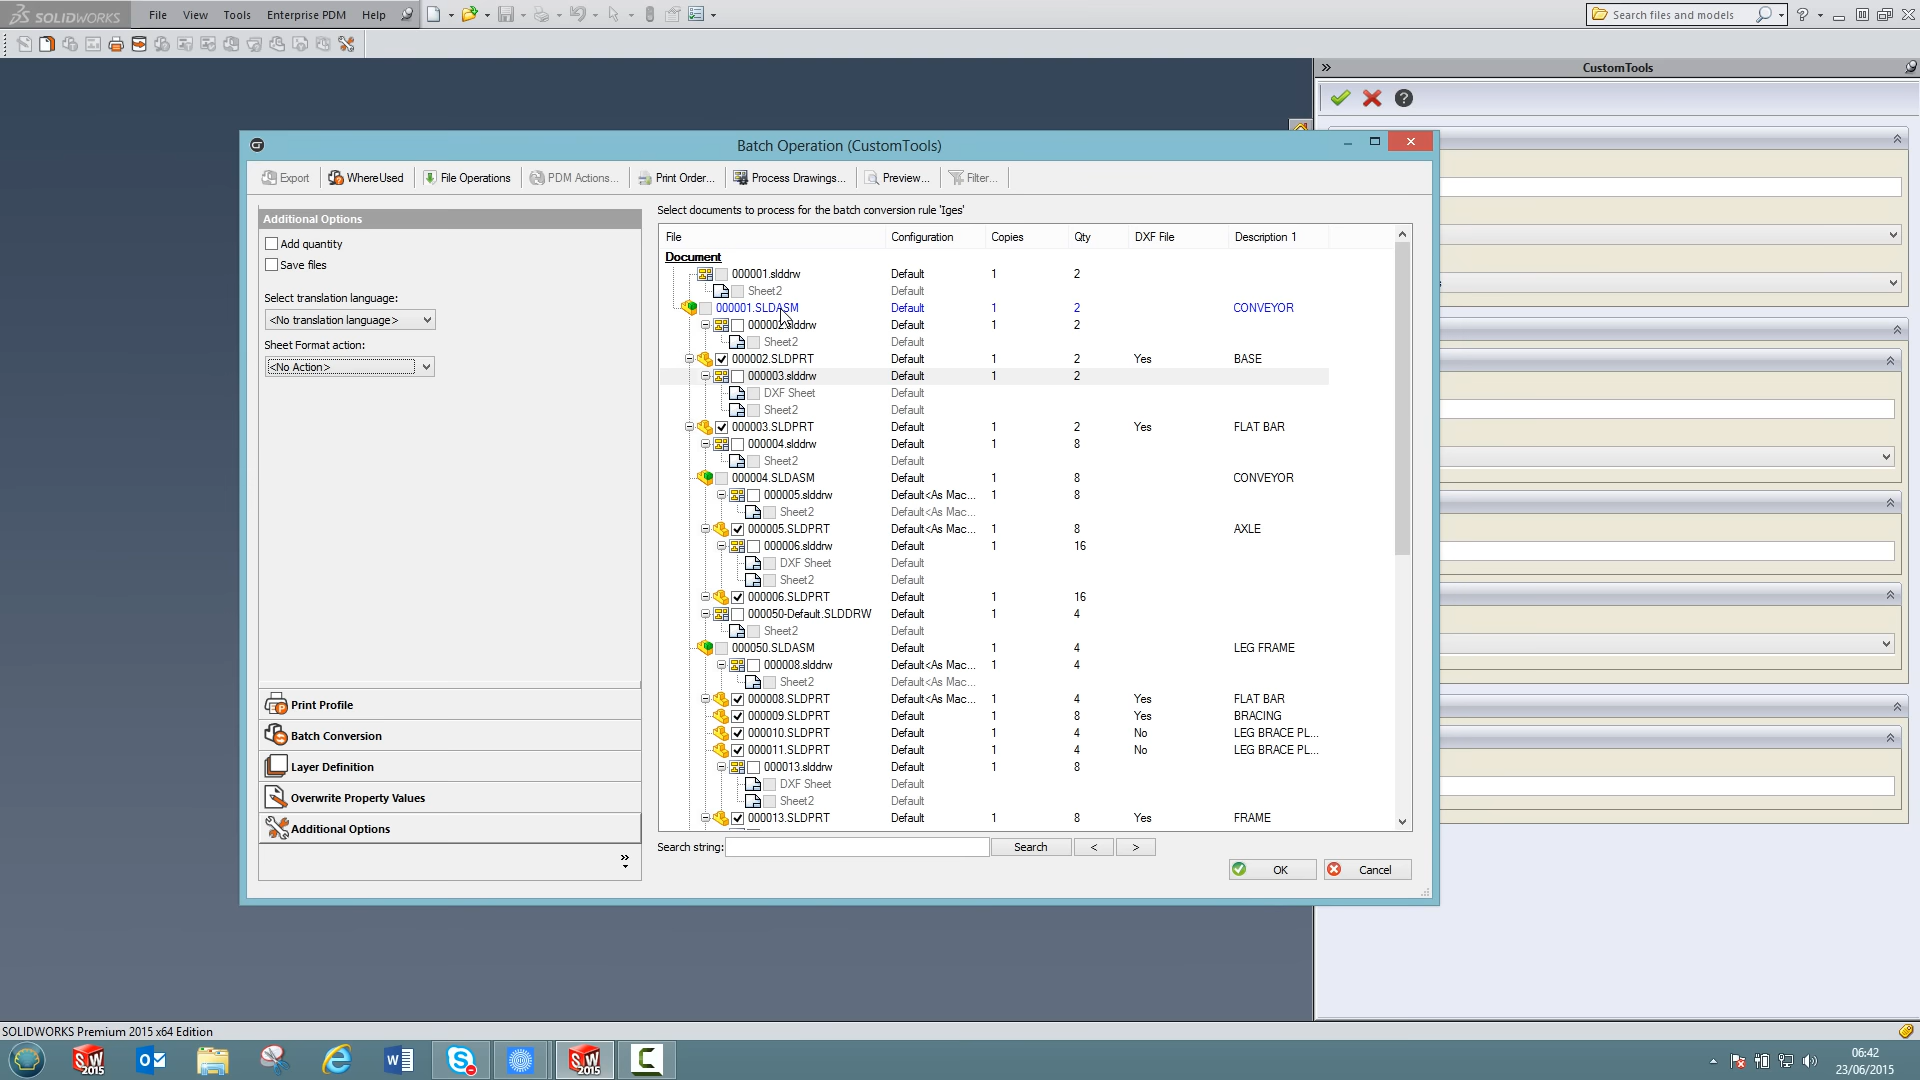 SOLIDWORKS File View Tools Enterprise PDM Help Search files and models
CustomTools
Batch Operation (CustomTools)
Export WhereUsed File Operations PDM Actions... Print Order... Process Drawings... Preview... Filter...
Additional Options
Add quantity
Save files
Select translation language:
<No translation language>
Sheet Format action:
<No Action>
Print Profile
Batch Conversion
Layer Definition
Overwrite Property Values
Additional Options
Select documents to process for the batch conversion rule 'Iges'
File Configuration Copies Qty DXF File Description 1
Document
000001.slddrw Default 1 2
Sheet2 Default
000001.SLDASM Default 1 2 CONVEYOR
000002.slddrw Default 1 2
Sheet2 Default
000002.SLDPRT Default 1 2 Yes BASE
000003.slddrw Default 1 2
DXF Sheet Default
Sheet2 Default
000003.SLDPRT Default 1 2 Yes FLAT BAR
000004.slddrw Default 1 8
Sheet2 Default
000004.SLDASM Default 1 8 CONVEYOR
000005.slddrw Default<As Mac... 1 8
Sheet2 Default<As Mac...
000005.SLDPRT Default<As Mac... 1 8 AXLE
000006.slddrw Default 1 16
DXF Sheet Default
Sheet2 Default
000006.SLDPRT Default 1 16
000050-Default.SLDDRW Default 1 4
Sheet2 Default
000050.SLDASM Default 1 4 LEG FRAME
000008.slddrw Default<As Mac... 1 4
Sheet2 Default<As Mac...
000008.SLDPRT Default<As Mac... 1 4 Yes FLAT BAR
000009.SLDPRT Default 1 8 Yes BRACING
000010.SLDPRT Default 1 4 No LEG BRACE PL...
000011.SLDPRT Default 1 4 No LEG BRACE PL...
000013.slddrw Default 1 8
DXF Sheet Default
Sheet2 Default
000013.SLDPRT Default 1 8 Yes FRAME
Search string: Search < >
OK Cancel
SOLIDWORKS Premium 2015 x64 Edition
06:42
23/06/2015